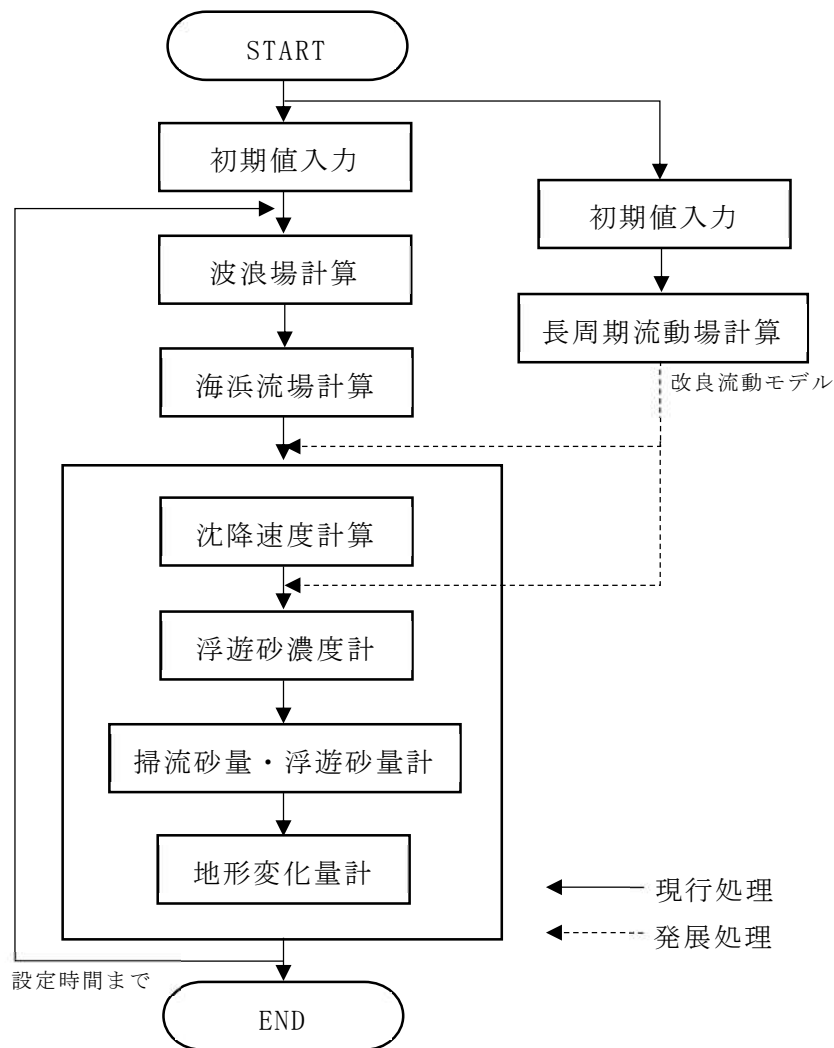 START
初期値入力
初期値入力
波浪場計算
長周期流動場計算
改良流動モデル
海浜流場計算
沈降速度計算
浮遊砂濃度計
掃流砂量・浮遊砂量計
地形変化量計
現行処理
発展処理
設定時間まで
END